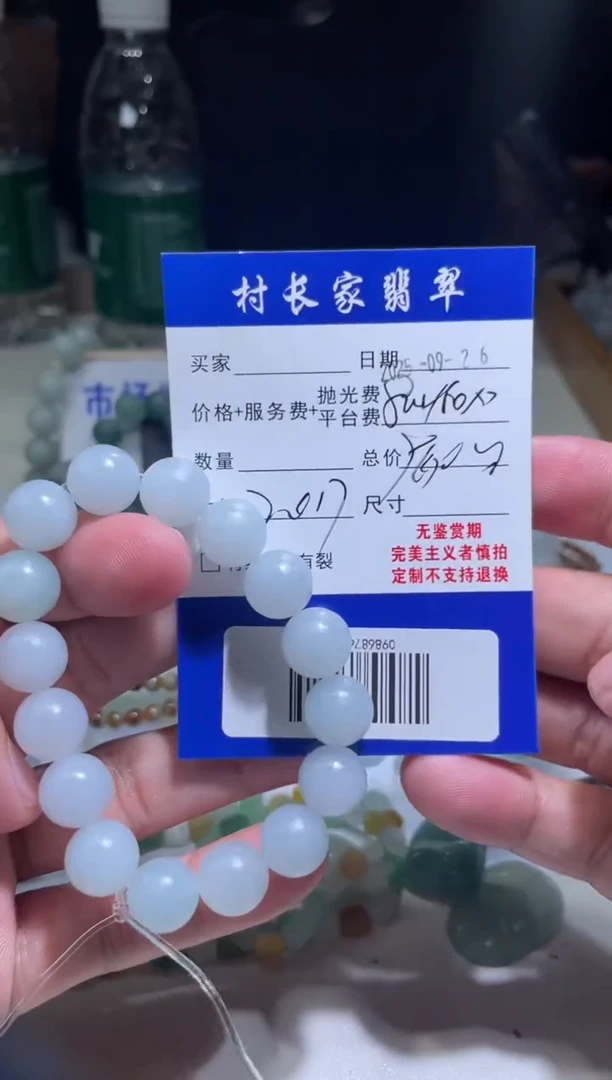 村长家翡翠
买家 日期 2025-09-26
抛光费
价格+服务费+平台费
数量 总价
尺寸
无鉴赏期
有裂 完美主义者慎拍
定制不支持退换
市场